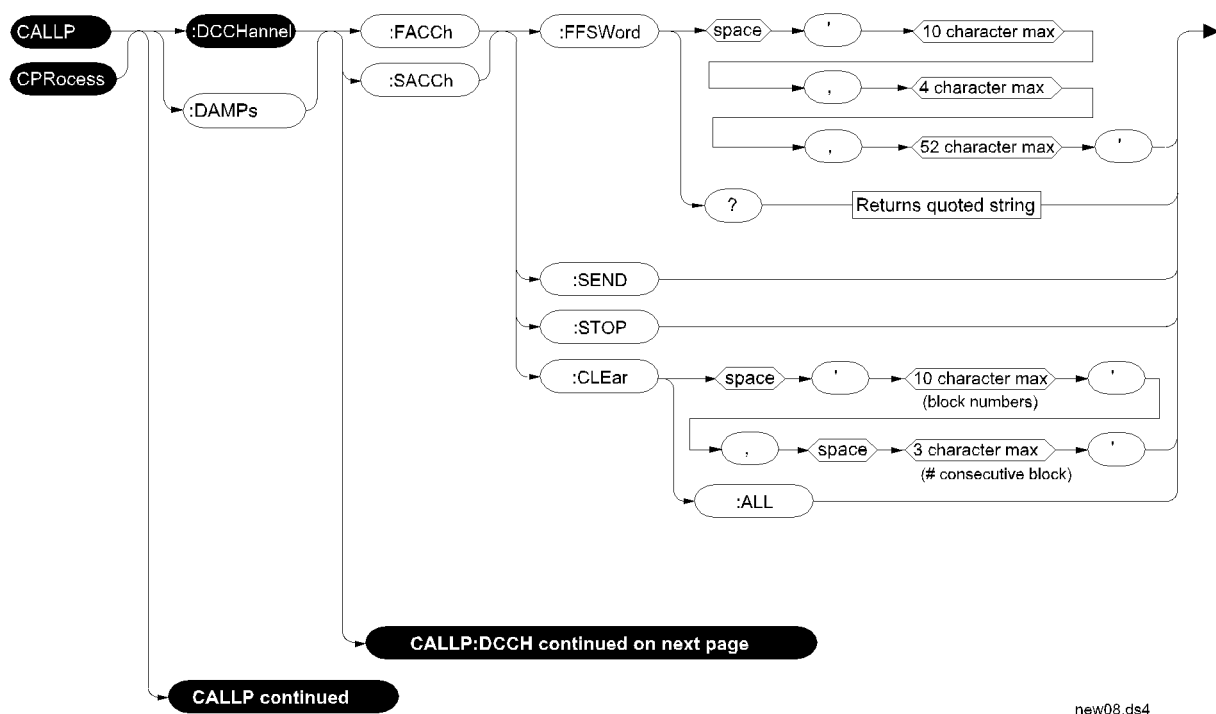 CALLP :DCCHannel :FACCh :FFSWord space ' 10 character max
CPRocess :SACCh
:DAMPs , 4 character max
, 52 character max '
? Returns quoted string
:SEND
:STOP
:CLEar space ' 10 character max '
(block numbers)
, space 3 character max '
(# consecutive block)
:ALL
CALLP:DCCH continued on next page
CALLP continued
new08.ds4